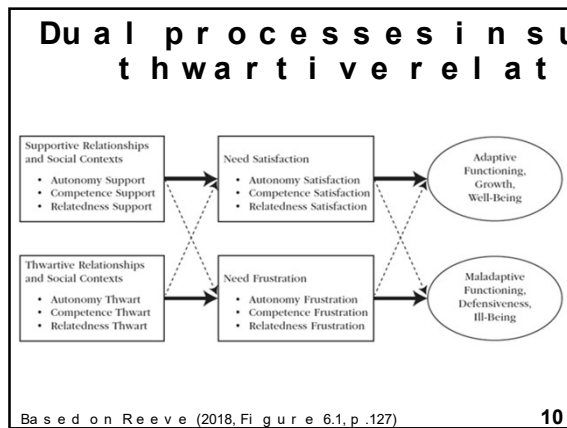 Dual processes in su
thwartive relat
Supportive Relationships
and Social Contexts
• Autonomy Support
• Competence Support
• Relatedness Support
Need Satisfaction
• Autonomy Satisfaction
• Competence Satisfaction
• Relatedness Satisfaction
Adaptive
Functioning,
Growth,
Well-Being
Thwartive Relationships
and Social Contexts
• Autonomy Thwart
• Competence Thwart
• Relatedness Thwart
Need Frustration
• Autonomy Frustration
• Competence Frustration
• Relatedness Frustration
Maladaptive
Functioning,
Defensiveness,
Ill-Being
Based on Reeve (2018, Figure 6.1, p.127)
10